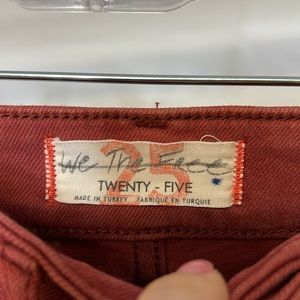 25
We The Free
TWENTY - FIVE
MADE IN TURKEY FABRIQUÉ EN TURQUIE